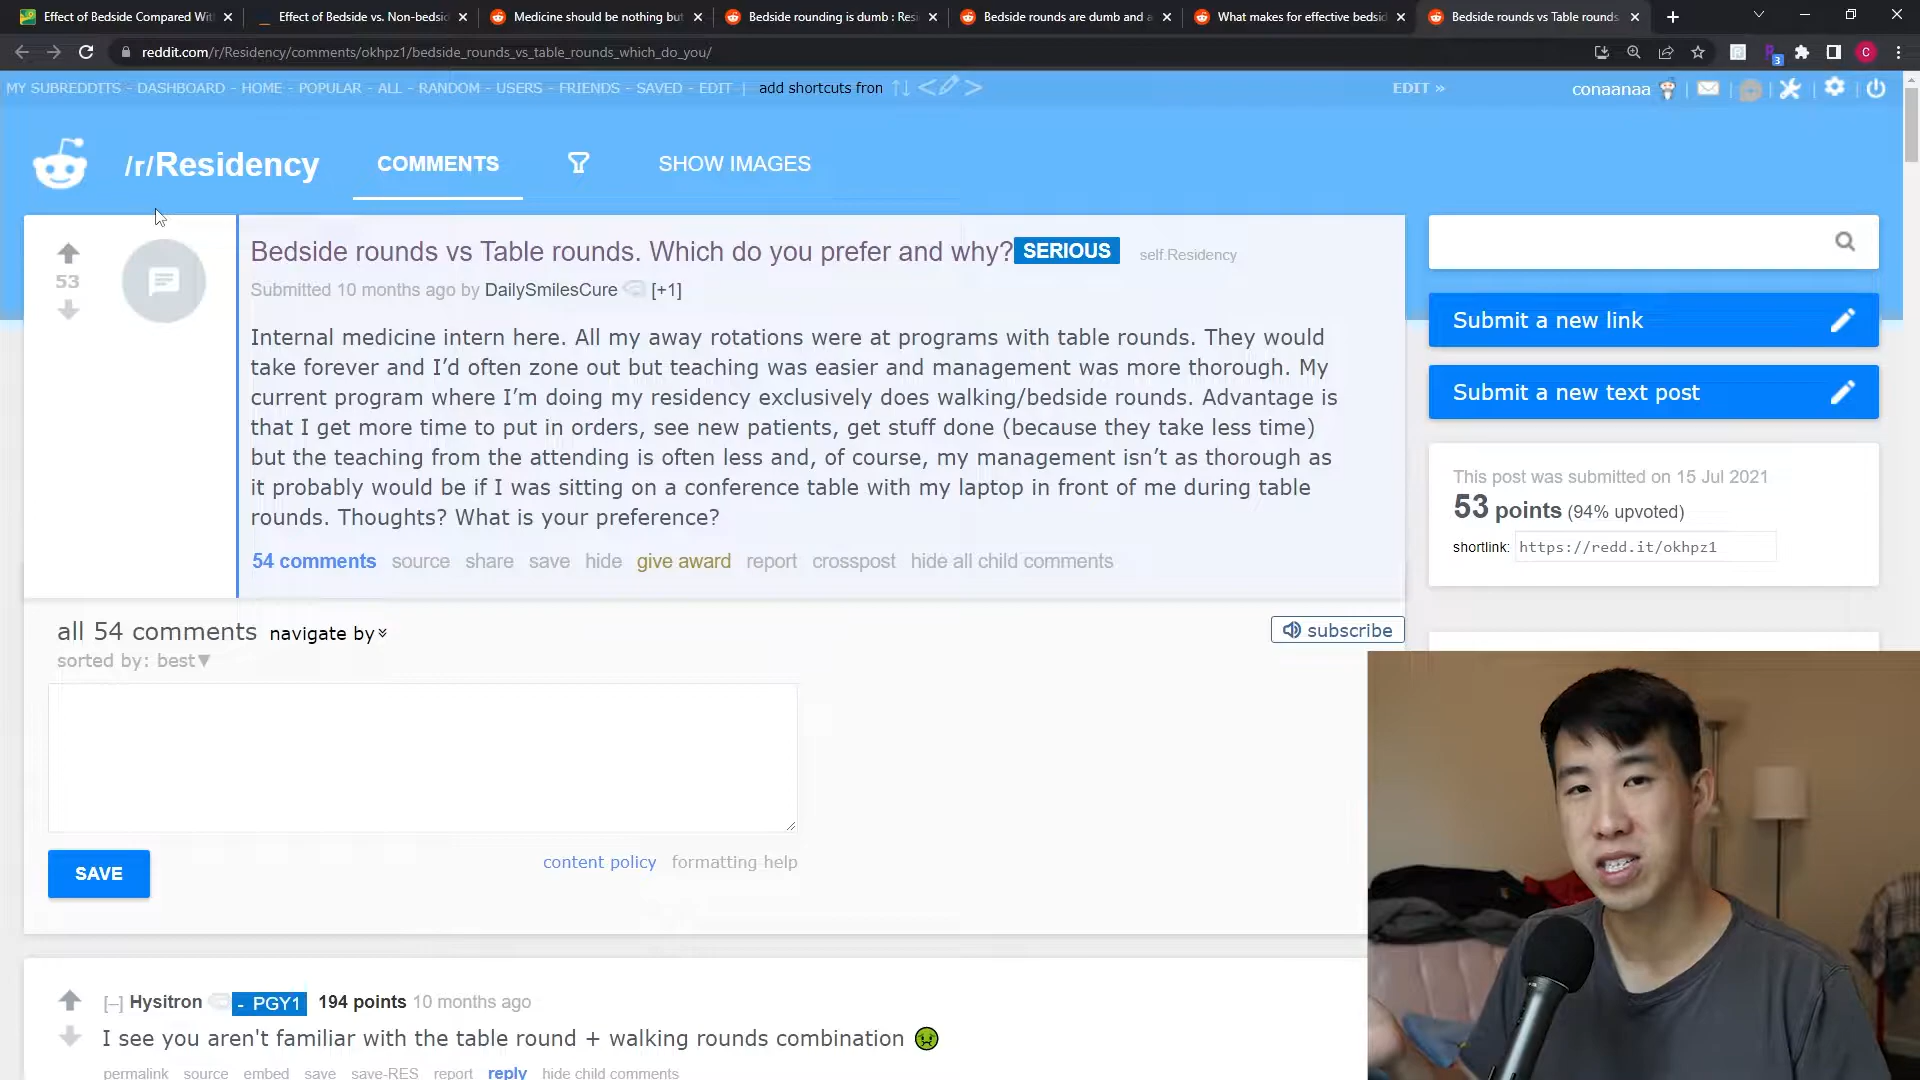 Effect of Bedside Compared Wit
Effect of Bedside vs. Non-bedsid
Medicine should be nothing but
Bedside rounding is dumb : Resi
Bedside rounds are dumb and a
What makes for effective bedsid
Bedside rounds vs Table rounds
reddit.com/r/Residency/comments/okhpz1/bedside_rounds_vs_table_rounds_which_do_you/
3
C
MY SUBREDDITS - DASHBOARD - HOME - POPULAR - ALL - RANDOM - USERS - FRIENDS - SAVED - EDIT | add shortcuts fron
EDIT »
conaanaa
/r/Residency
COMMENTS
SHOW IMAGES
53
Bedside rounds vs Table rounds. Which do you prefer and why? SERIOUS self.Residency
Submitted 10 months ago by DailySmilesCure [+1]
Internal medicine intern here. All my away rotations were at programs with table rounds. They would
take forever and I’d often zone out but teaching was easier and management was more thorough. My
current program where I’m doing my residency exclusively does walking/bedside rounds. Advantage is
that I get more time to put in orders, see new patients, get stuff done (because they take less time)
but the teaching from the attending is often less and, of course, my management isn’t as thorough as
it probably would be if I was sitting on a conference table with my laptop in front of me during table
rounds. Thoughts? What is your preference?
54 comments source share save hide give award report crosspost hide all child comments
Submit a new link
Submit a new text post
This post was submitted on 15 Jul 2021
53 points (94% upvoted)
shortlink: https://redd.it/okhpz1
all 54 comments navigate by
sorted by: best▼
subscribe
SAVE
content policy formatting help
[–] Hysitron - PGY1 194 points 10 months ago
I see you aren't familiar with the table round + walking rounds combination 🤢
permalink source embed save save-RES report reply hide child comments